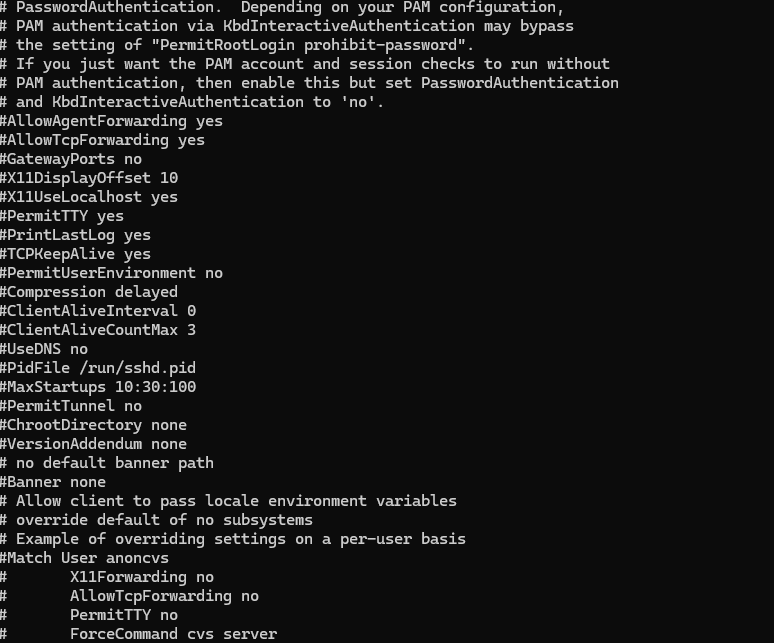 # PasswordAuthentication.  Depending on your PAM configuration,
# PAM authentication via KbdInteractiveAuthentication may bypass
# the setting of "PermitRootLogin prohibit-password".
# If you just want the PAM account and session checks to run without
# PAM authentication, then enable this but set PasswordAuthentication
# and KbdInteractiveAuthentication to 'no'.
#AllowAgentForwarding yes
#AllowTcpForwarding yes
#GatewayPorts no
#X11DisplayOffset 10
#X11UseLocalhost yes
#PermitTTY yes
#PrintLastLog yes
#TCPKeepAlive yes
#PermitUserEnvironment no
#Compression delayed
#ClientAliveInterval 0
#ClientAliveCountMax 3
#UseDNS no
#PidFile /run/sshd.pid
#MaxStartups 10:30:100
#PermitTunnel no
#ChrootDirectory none
#VersionAddendum none
# no default banner path
#Banner none
# Allow client to pass locale environment variables
# override default of no subsystems
# Example of overriding settings on a per-user basis
#Match User anoncvs
#       X11Forwarding no
#       AllowTcpForwarding no
#       PermitTTY no
#       ForceCommand cvs server